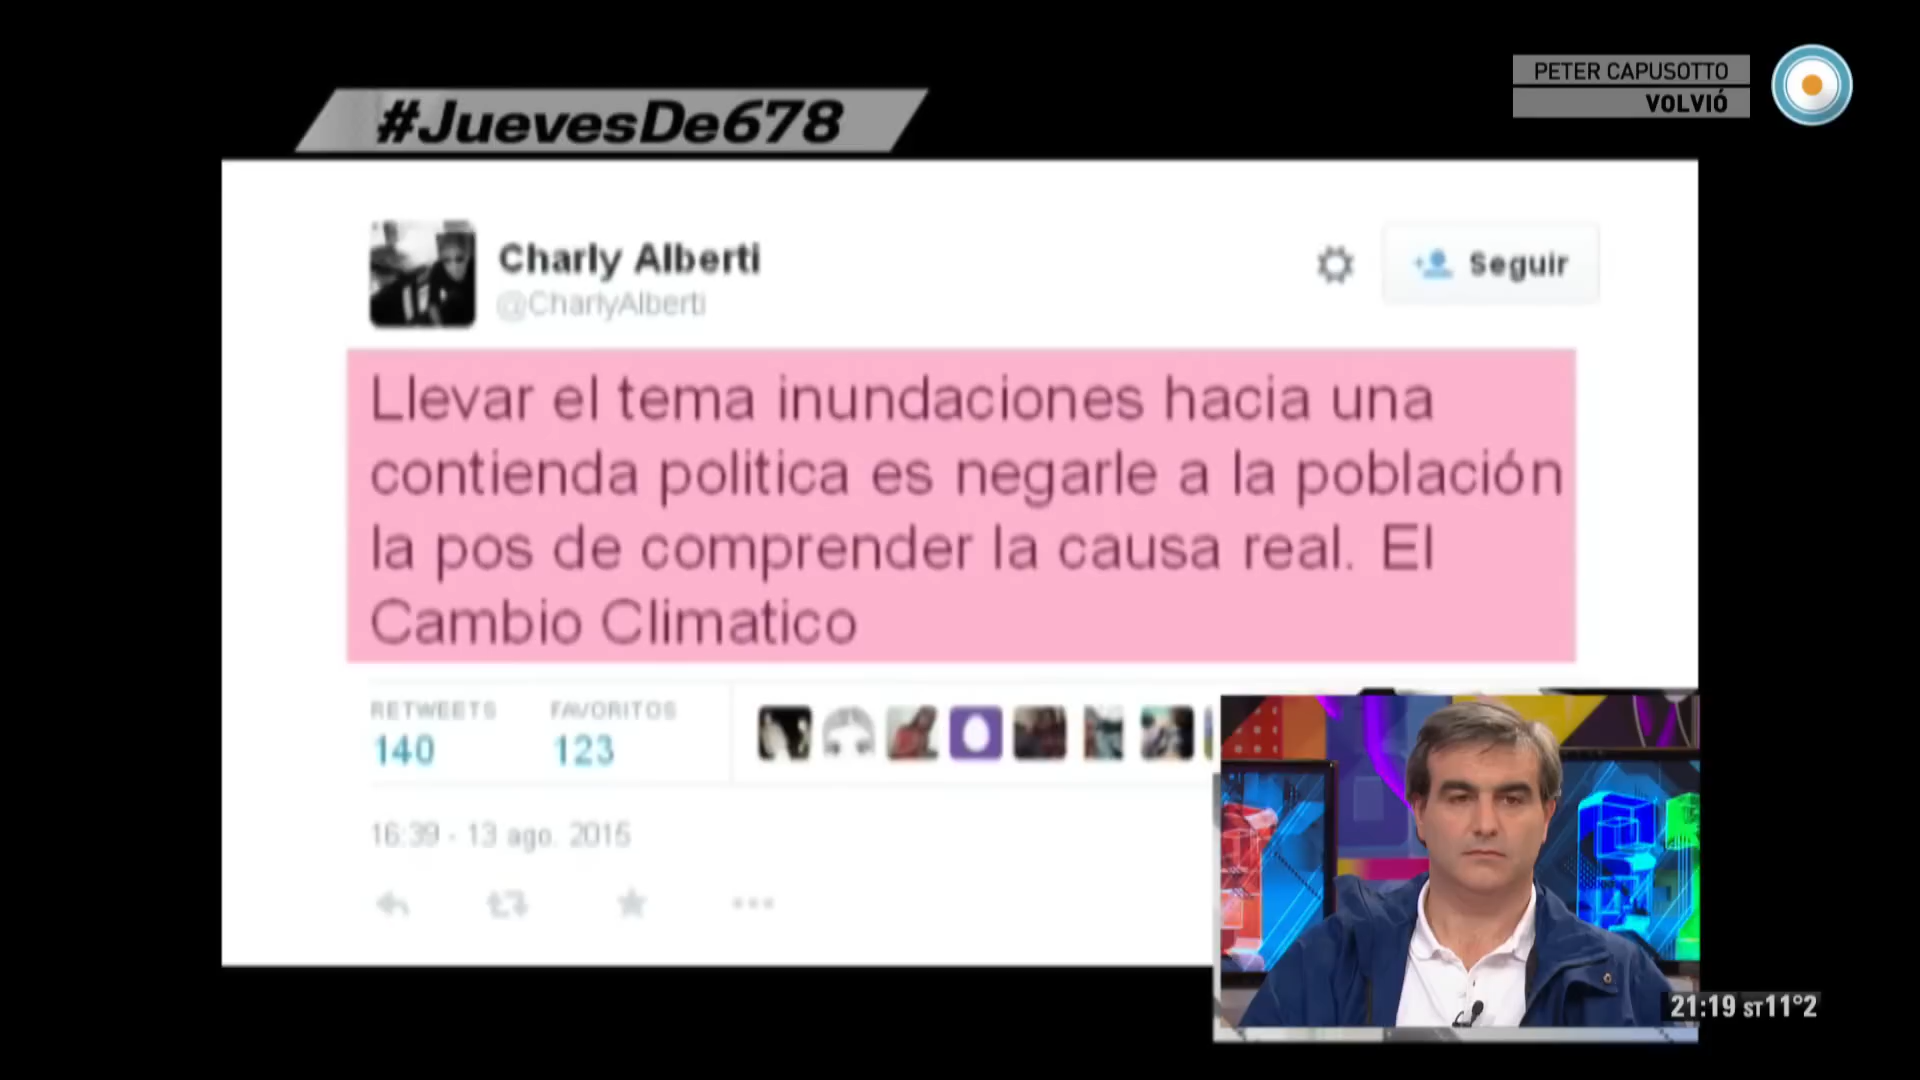 PETER CAPUSOTTO
VOLVIÓ
#JuevesDe678
Charly Alberti
@CharlyAlberti
Seguir
Llevar el tema inundaciones hacia una
contienda politica es negarle a la población
la pos de comprender la causa real. El
Cambio Climatico
RETWEETS
FAVORITOS
140
123
16:39 - 13 ago. 2015
21:19 ST 11°2